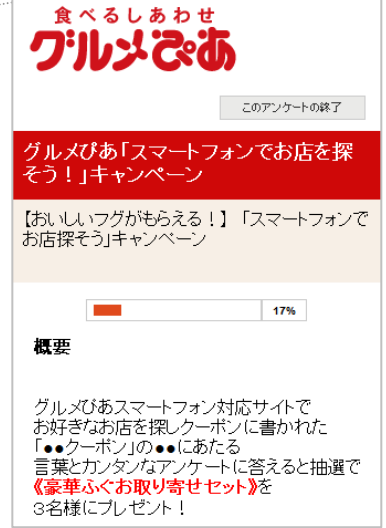 食べるしあわせ
グルメぴあ
このアンケートの終了
グルメぴあ「スマートフォンでお店を探
そう！」キャンペーン
【おいしいフグがもらえる！】「スマートフォンで
お店探そう」キャンペーン
17%
概要
グルメぴあスマートフォン対応サイトで
お好きなお店を探しクーポンに書かれた
「●●クーポン」の●●にあたる
言葉とカンタンなアンケートに答えると抽選で
《豪華ふぐお取り寄せセット》を
3名様にプレゼント！